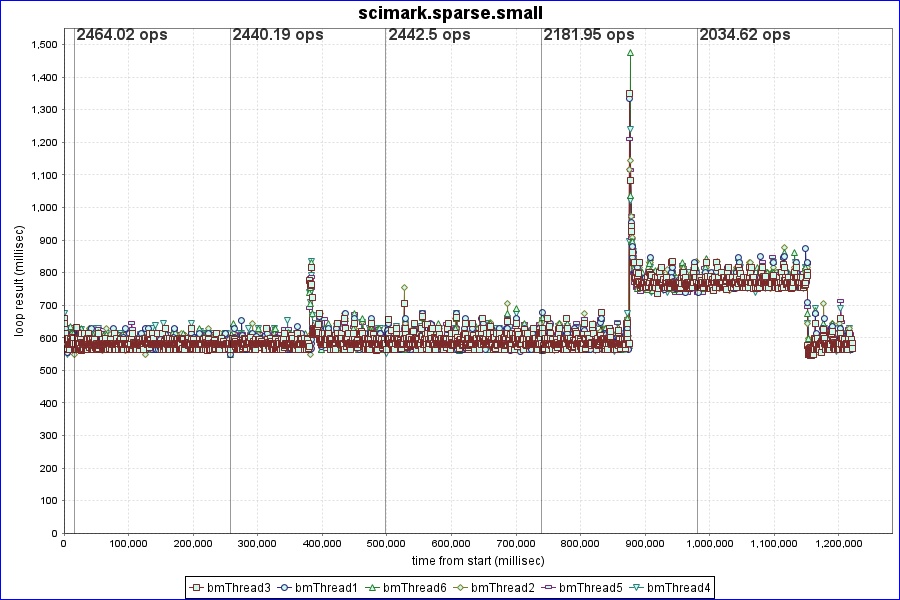 scimark.sparse.small
2464.02 ops 2440.19 ops 2442.5 ops 2181.95 ops 2034.62 ops
1,500
1,400
1,300
1,200
1,100
1,000
900
800
700
600
500
400
300
200
100
0
loop result (millisec)
0 100,000 200,000 300,000 400,000 500,000 600,000 700,000 800,000 900,000 1,000,000 1,100,000 1,200,000
time from start (millisec)
bmThread3 bmThread1 bmThread6 bmThread2 bmThread5 bmThread4